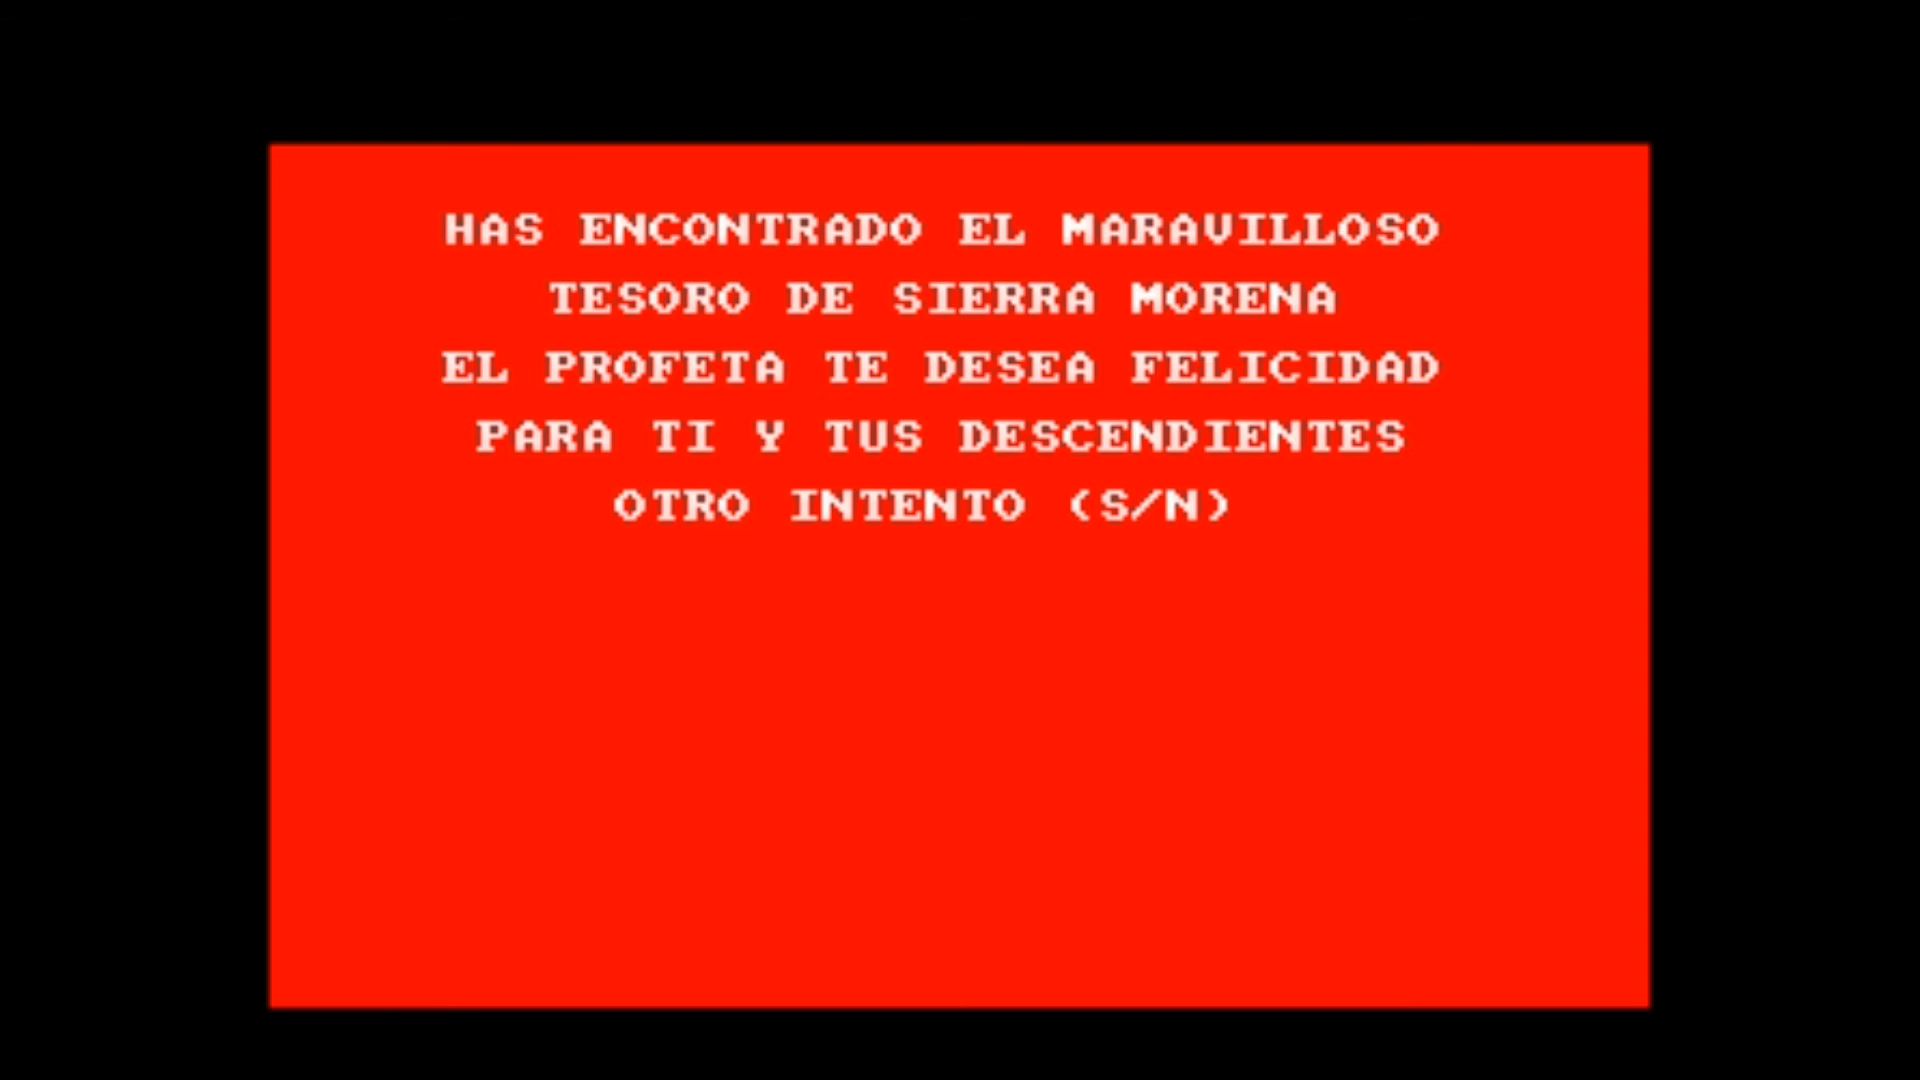 HAS ENCONTRADO EL MARAVILLOSO
TESORO DE SIERRA MORENA
EL PROFETA TE DESEA FELICIDAD
PARA TI Y TUS DESCENDIENTES
OTRO INTENTO (S/N)